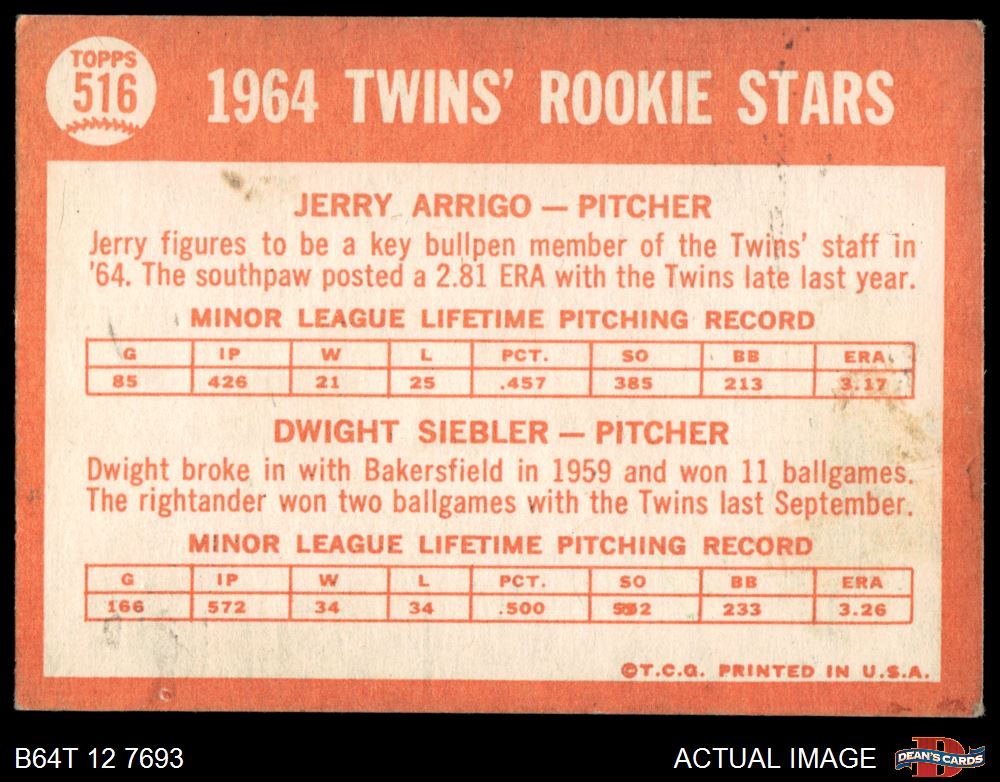 TOPPS
516
1964 TWINS' ROOKIE STARS
JERRY ARRIGO — PITCHER
Jerry figures to be a key bullpen member of the Twins' staff in
'64. The southpaw posted a 2.81 ERA with the Twins late last year.
MINOR LEAGUE LIFETIME PITCHING RECORD
G IP W L PCT. SO BB ERA
85 426 21 25 .457 385 213 3.17
DWIGHT SIEBLER — PITCHER
Dwight broke in with Bakersfield in 1959 and won 11 ballgames.
The rightander won two ballgames with the Twins last September.
MINOR LEAGUE LIFETIME PITCHING RECORD
G IP W L PCT. SO BB ERA
166 572 34 34 .500 233 3.26
©T.C.G. PRINTED IN U.S.A.
B64T 12 7693
ACTUAL IMAGE
DEAN'S CARDS